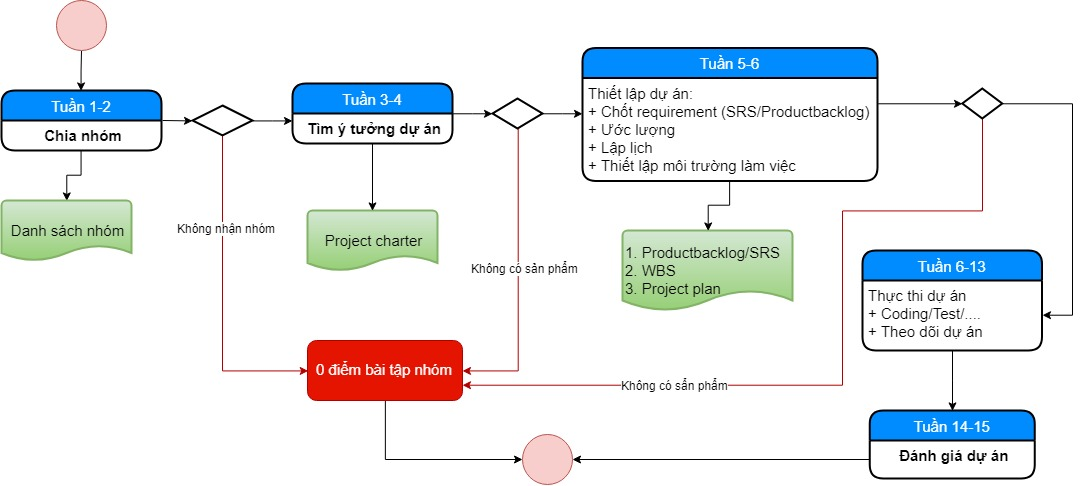 Tuần 1-2
Chia nhóm
Danh sách nhóm
Không nhận nhóm
Tuần 3-4
Tìm ý tưởng dự án
Project charter
Không có sản phẩm
Tuần 5-6
Thiết lập dự án:
+ Chốt requirement (SRS/Productbacklog)
+ Ước lượng
+ Lập lịch
+ Thiết lập môi trường làm việc
1. Productbacklog/SRS
2. WBS
3. Project plan
Tuần 6-13
Thực thi dự án
+ Coding/Test/....
+ Theo dõi dự án
0 điểm bài tập nhóm
Không có sẩn phẩm
Tuần 14-15
Đánh giá dự án